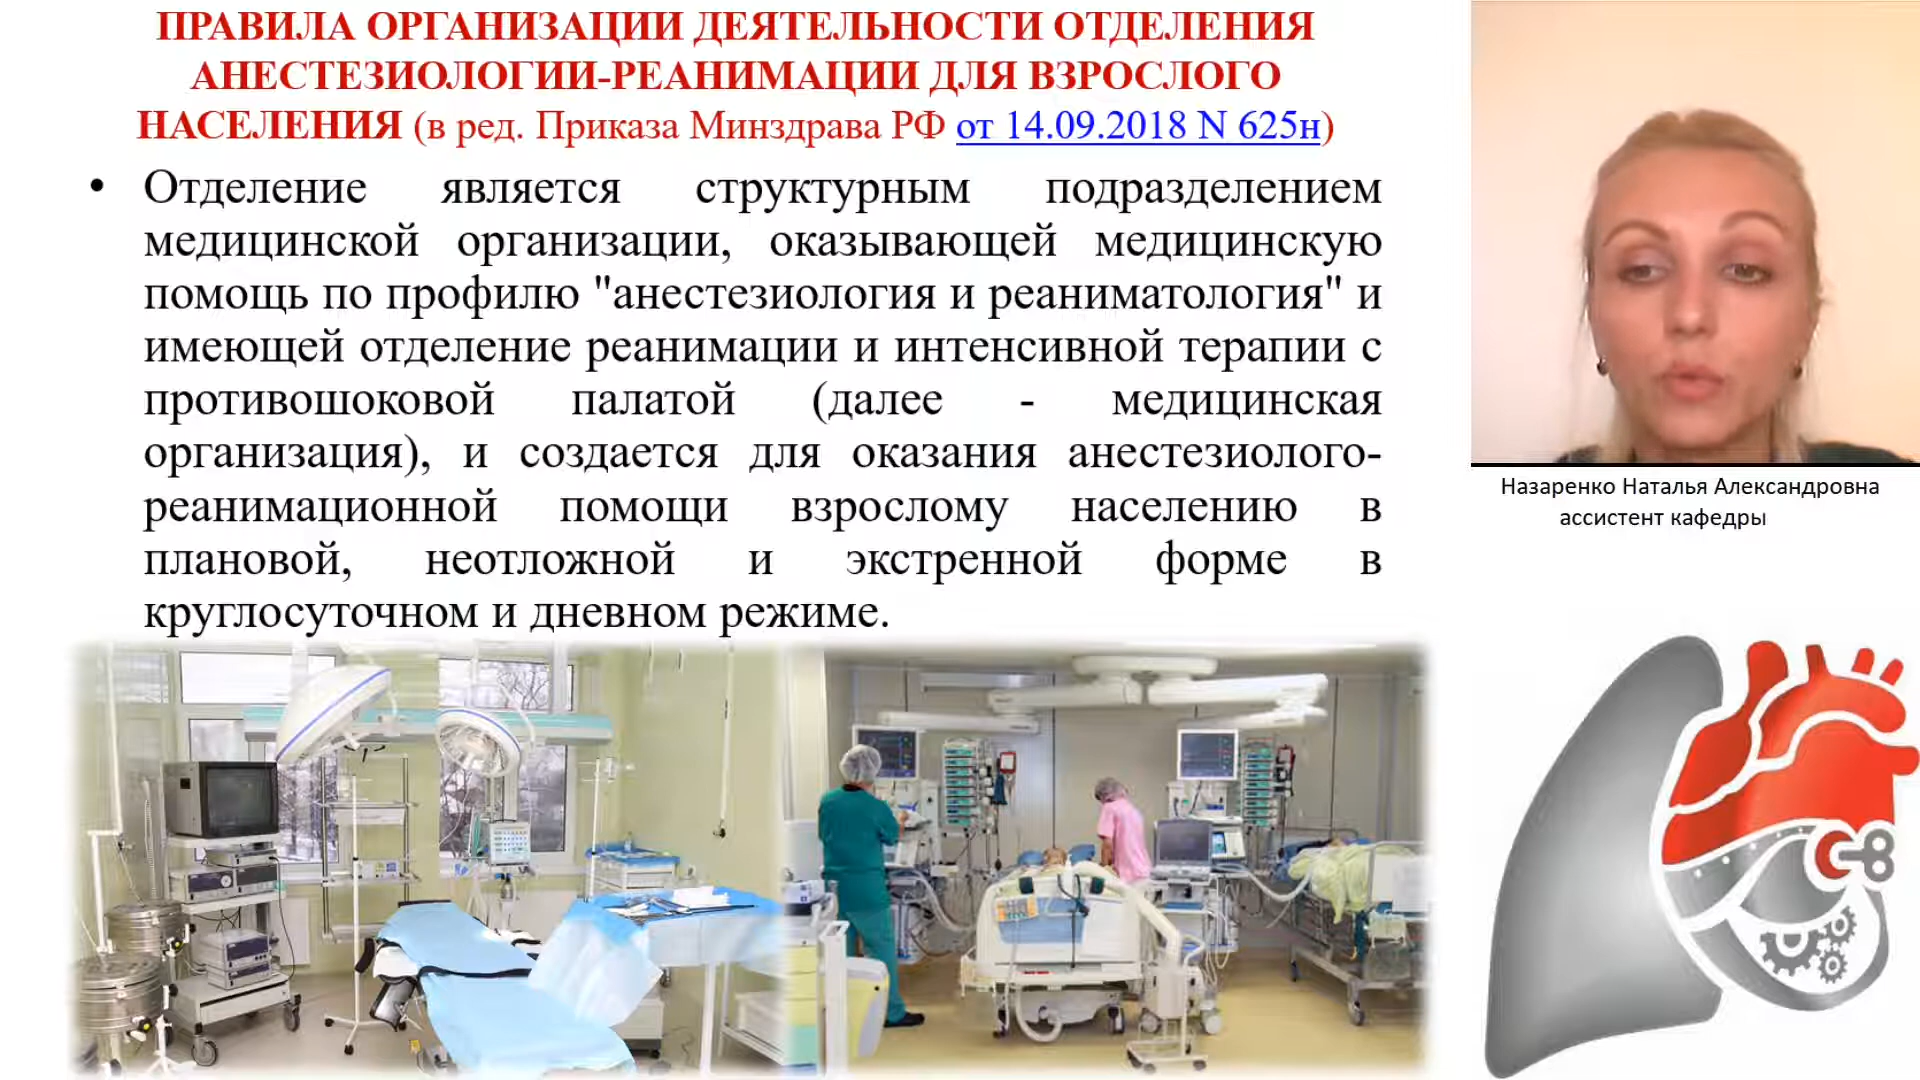 ПРАВИЛА ОРГАНИЗАЦИИ ДЕЯТЕЛЬНОСТИ ОТДЕЛЕНИЯ
АНЕСТЕЗИОЛОГИИ-РЕАНИМАЦИИ ДЛЯ ВЗРОСЛОГО
НАСЕЛЕНИЯ (в ред. Приказа Минздрава РФ от 14.09.2018 N 625н)
• Отделение является структурным подразделением
медицинской организации, оказывающей медицинскую
помощь по профилю "анестезиология и реаниматология" и
имеющей отделение реанимации и интенсивной терапии с
противошоковой палатой (далее - медицинская
организация), и создается для оказания анестезиолого-
реанимационной помощи взрослому населению в
плановой, неотложной и экстренной форме в
круглосуточном и дневном режиме.
Назаренко Наталья Александровна
ассистент кафедры